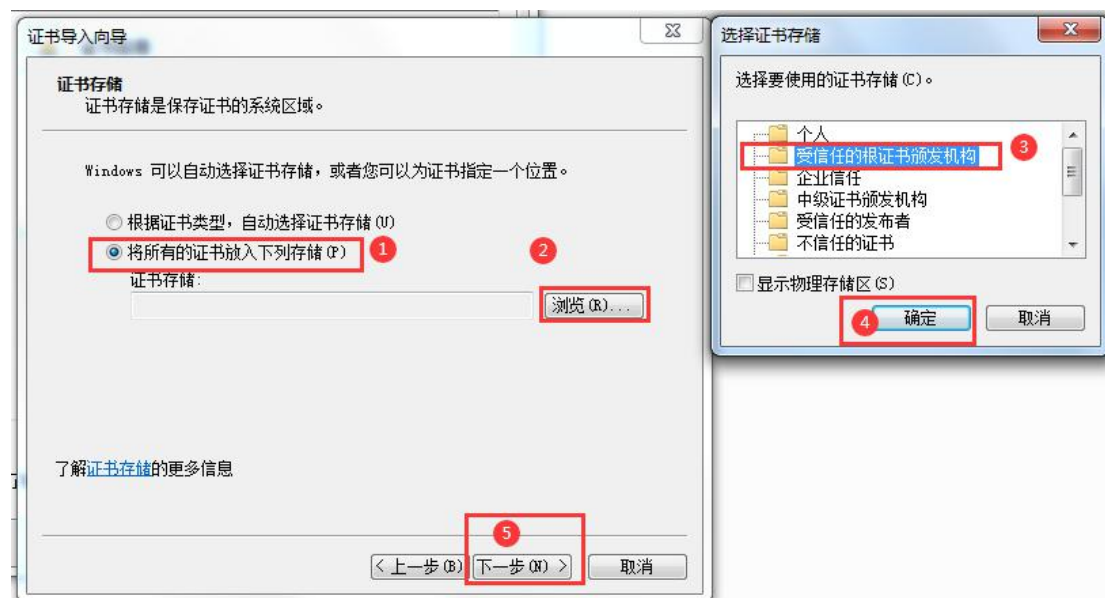 证书导入向导
证书存储
证书存储是保存证书的系统区域。
Windows 可以自动选择证书存储，或者您可以为证书指定一个位置。
根据证书类型，自动选择证书存储(U)
将所有的证书放入下列存储(P)
1
2
证书存储:
浏览(R)...
了解证书存储的更多信息
5
<上一步(B)
下一步(N) >
取消
选择证书存储
选择要使用的证书存储(C)。
个人
受信任的根证书颁发机构
3
企业信任
中级证书颁发机构
受信任的发布者
不信任的证书
显示物理存储区(S)
4
确定
取消